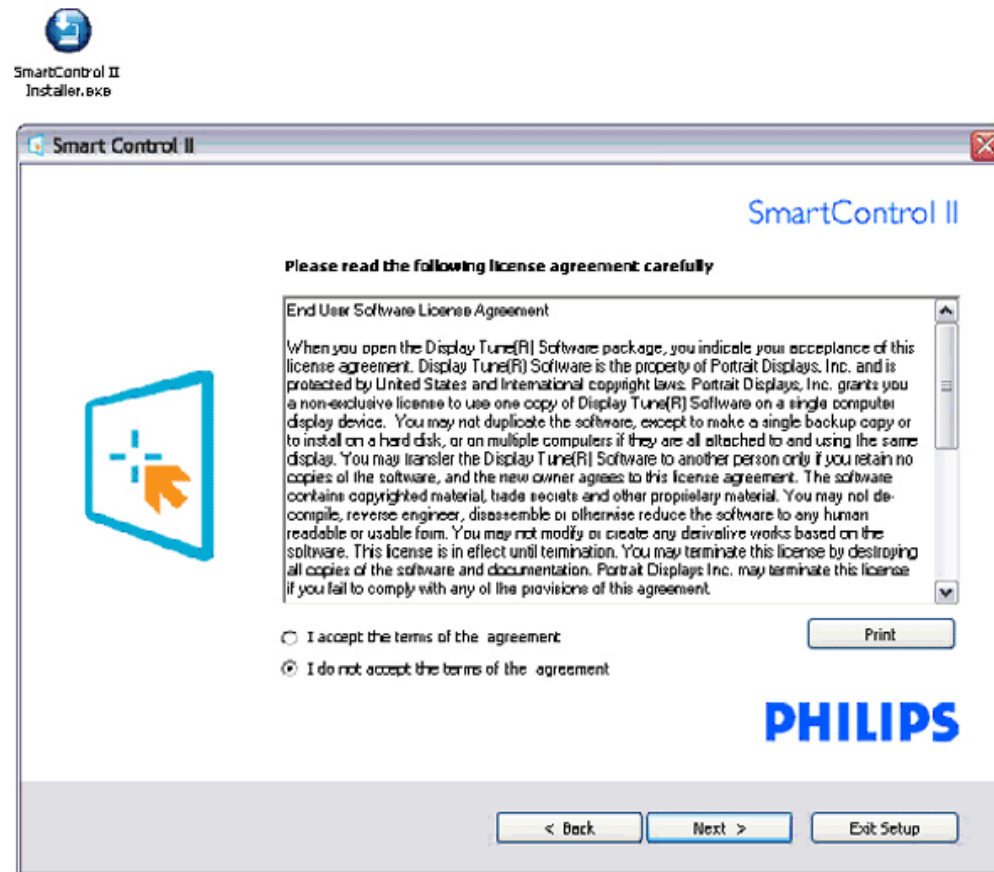 SmartControl II
Installer.exe
Smart Control II
SmartControl II
Please read the following license agreement carefully
End User Software License Agreement
When you open the Display Tune(R) Software package, you indicate your acceptance of this
license agreement. Display Tune(R) Software is the property of Portrait Displays, Inc. and is
protected by United States and International copyright laws. Portrait Displays, Inc. grants you
a non-exclusive license to use one copy of Display Tune(R) Software on a single computer
display device. You may not duplicate the software, except to make a single backup copy or
to install on a hard disk, or on multiple computers if they are all attached to and using the same
display. You may transfer the Display Tune(R) Software to another person only if you retain no
copies of the software, and the new owner agrees to this license agreement. The software
contains copyrighted material, trade secrets and other proprietary material. You may not de-
compile, reverse engineer, disassemble or otherwise reduce the software to any human
readable or usable form. You may not modify or create any derivative works based on the
software. This license is in effect until termination. You may terminate this license by destroying
all copies of the software and documentation. Portrait Displays Inc. may terminate this license
if you fail to comply with any of the provisions of this agreement.
I accept the terms of the agreement
Print
I do not accept the terms of the agreement
PHILIPS
< Back
Next >
Exit Setup